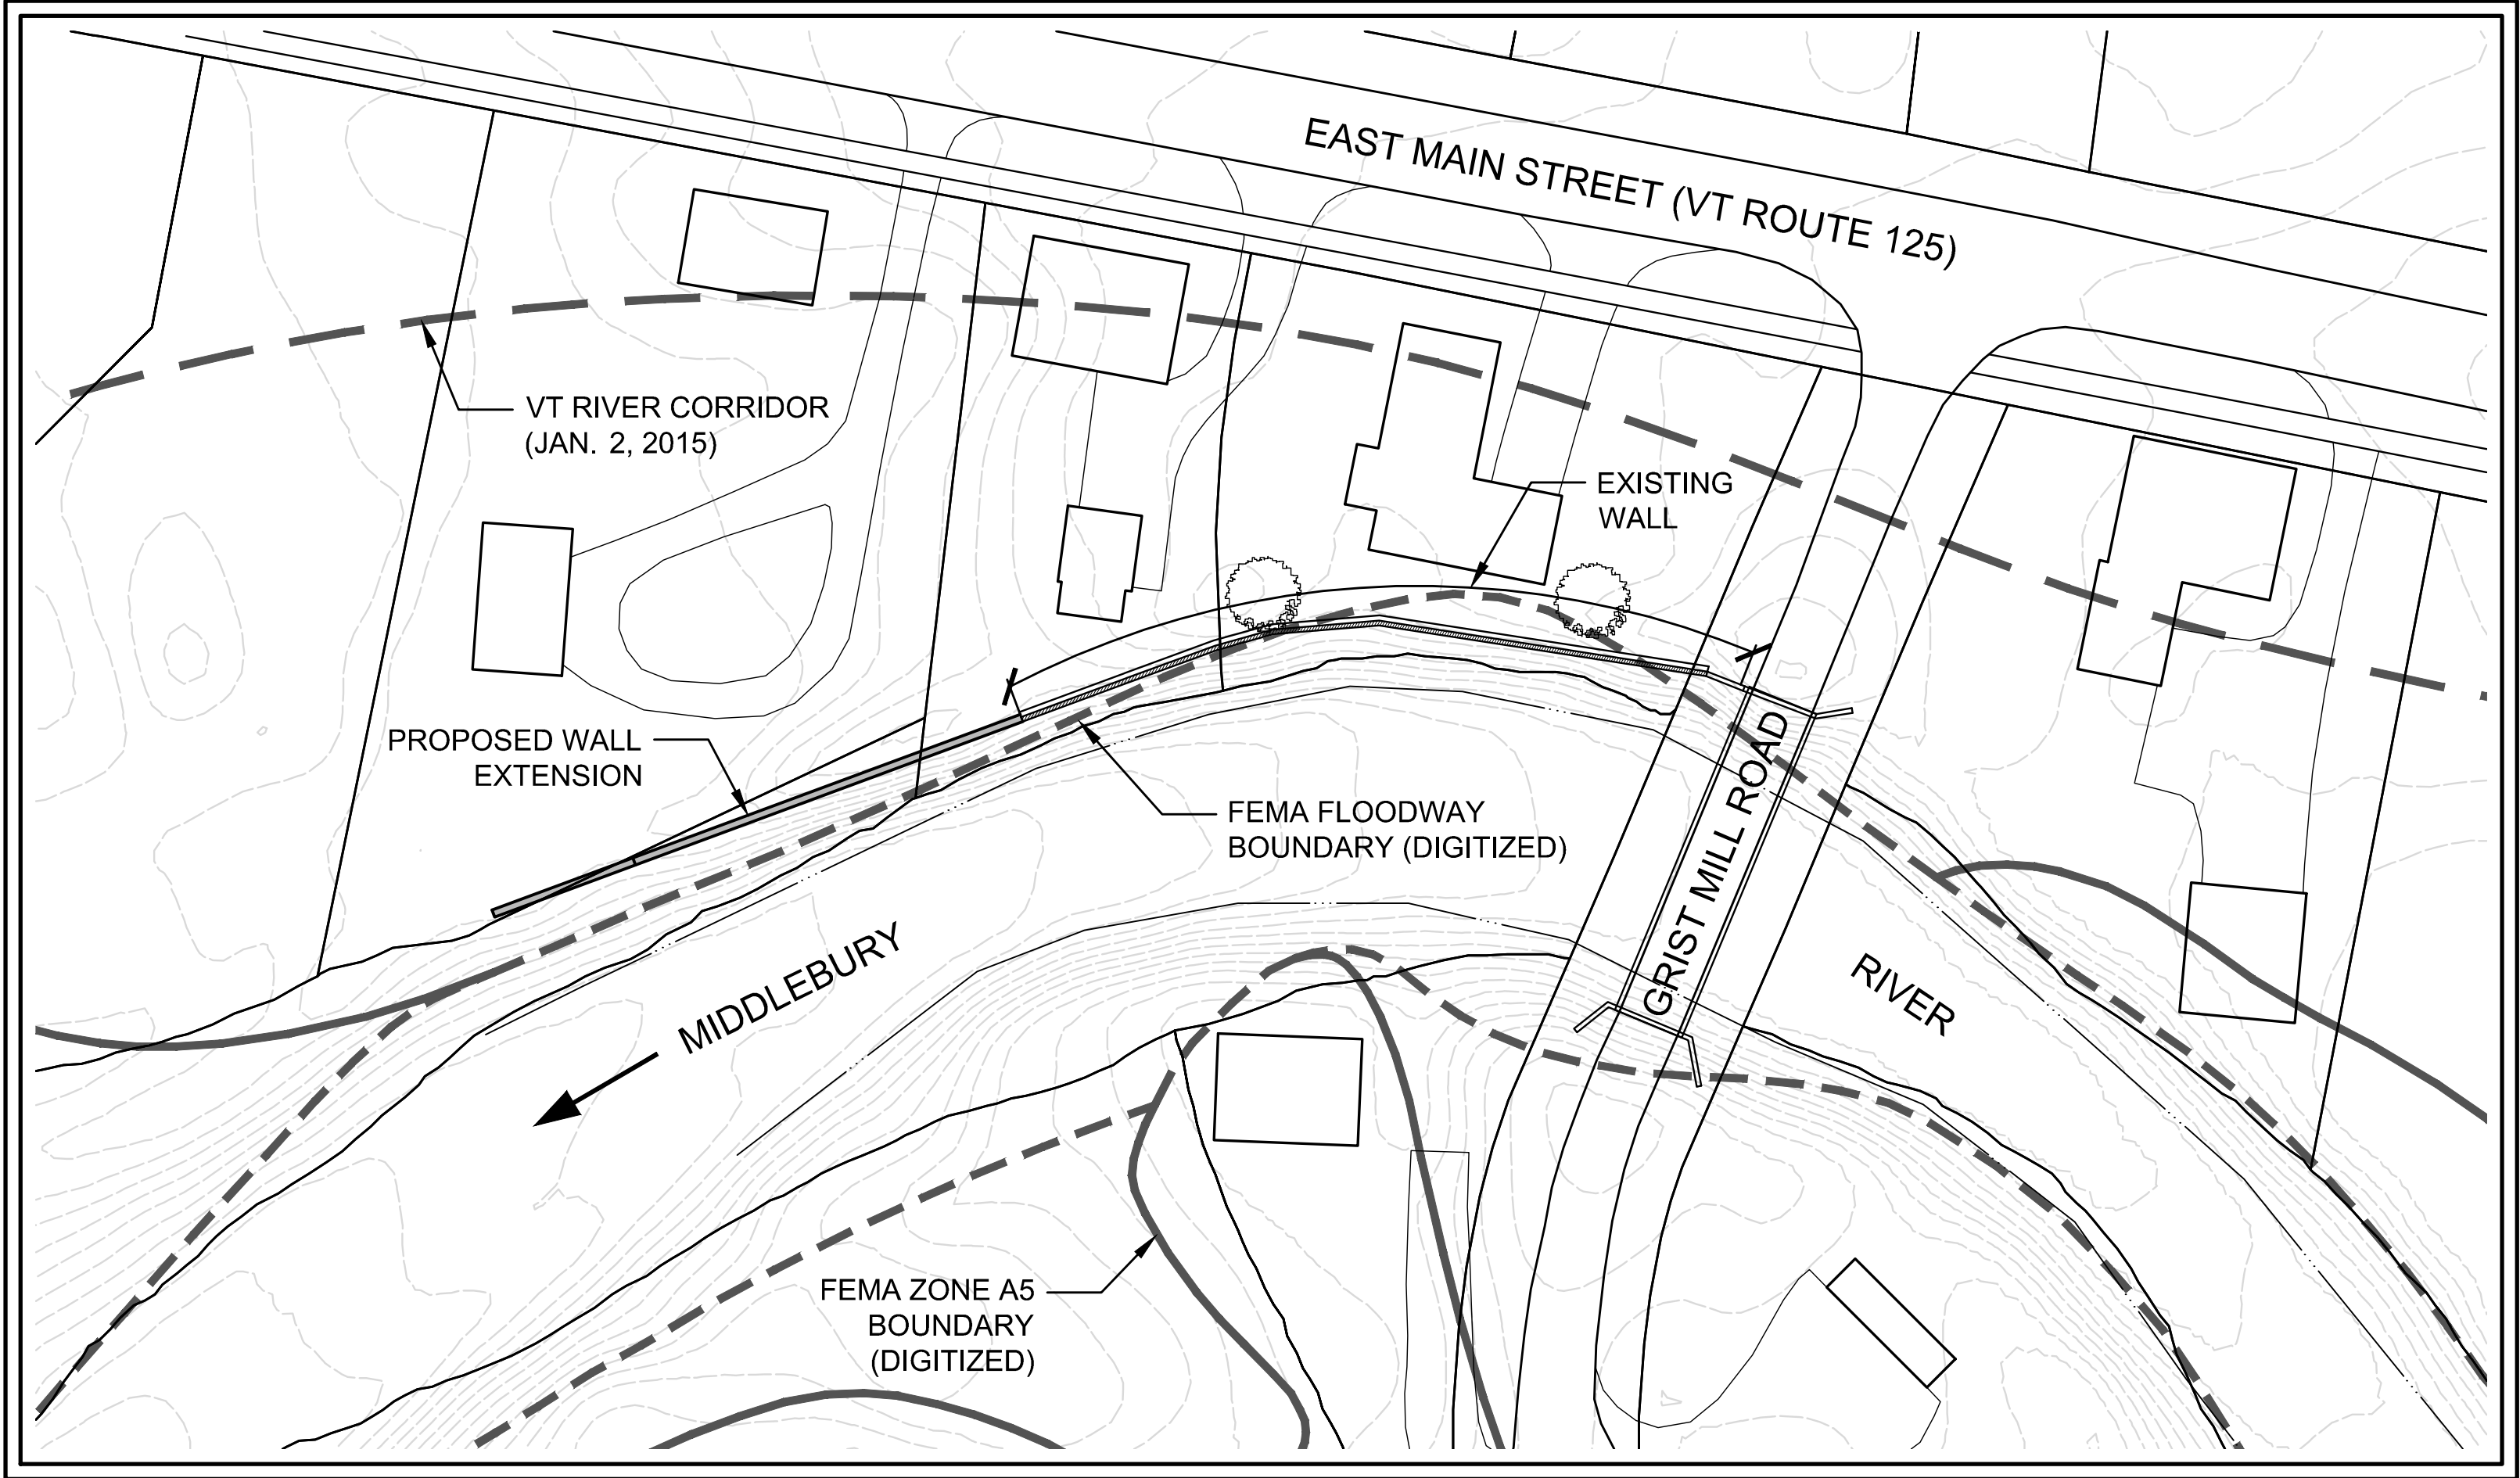 EAST MAIN STREET (VT ROUTE 125)
VT RIVER CORRIDOR
(JAN. 2, 2015)
EXISTING
WALL
PROPOSED WALL
EXTENSION
FEMA FLOODWAY
BOUNDARY (DIGITIZED)
GRIST MILL ROAD
MIDDLEBURY
RIVER
FEMA ZONE A5
BOUNDARY
(DIGITIZED)